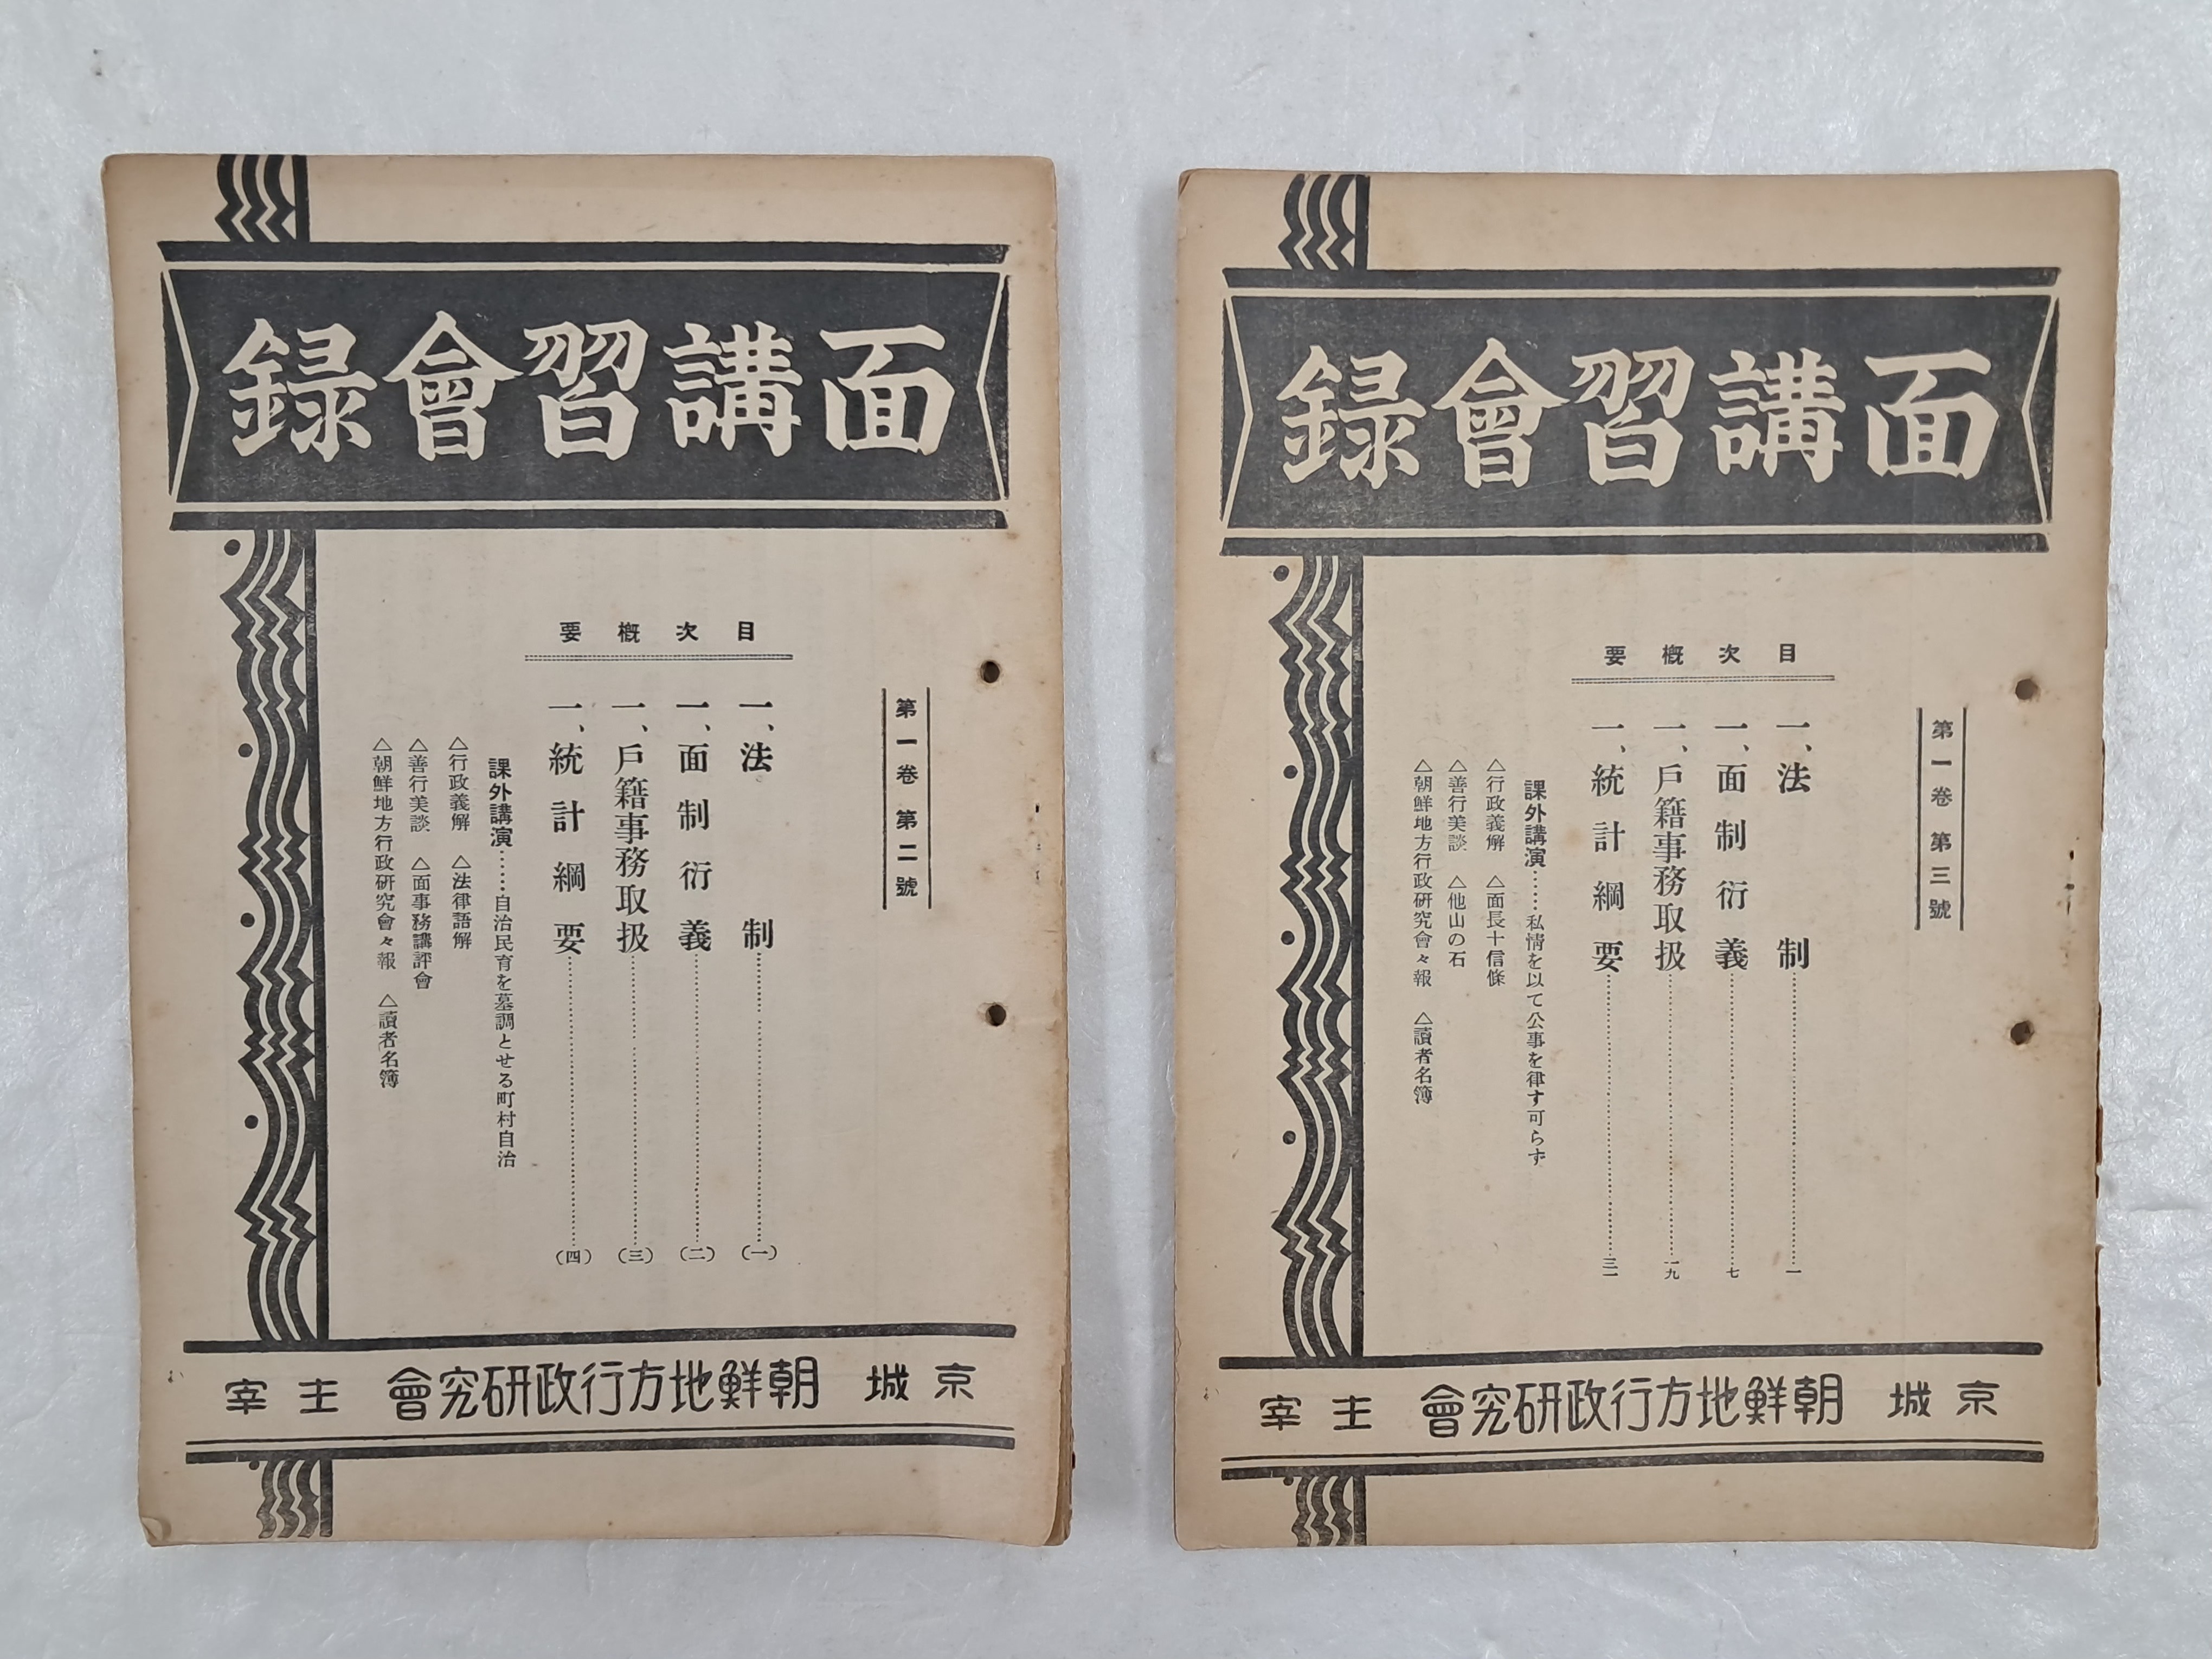 面講習會録
第一卷 第二號
目次概要
一、法制……(一)
一、面制衍義……(二)
一、戶籍事務取扱……(三)
一、統計綱要……(四)
課外講演……自治民育を基調とせる町村自治
△行政義解 △法律語解
△善行美談 △面事務講評會
△朝鮮地方行政研究會々報 △讀者名簿
京城 朝鮮地方行政研究會 主宰
面講習會録
第一卷 第三號
目次概要
一、法制……一
一、面制衍義……七
一、戶籍事務取扱……一九
一、統計綱要……三一
課外講演……私情を以て公事を律す可らず
△行政義解 △面長十信條
△善行美談 △他山の石
△朝鮮地方行政研究會々報 △讀者名簿
京城 朝鮮地方行政研究會 主宰